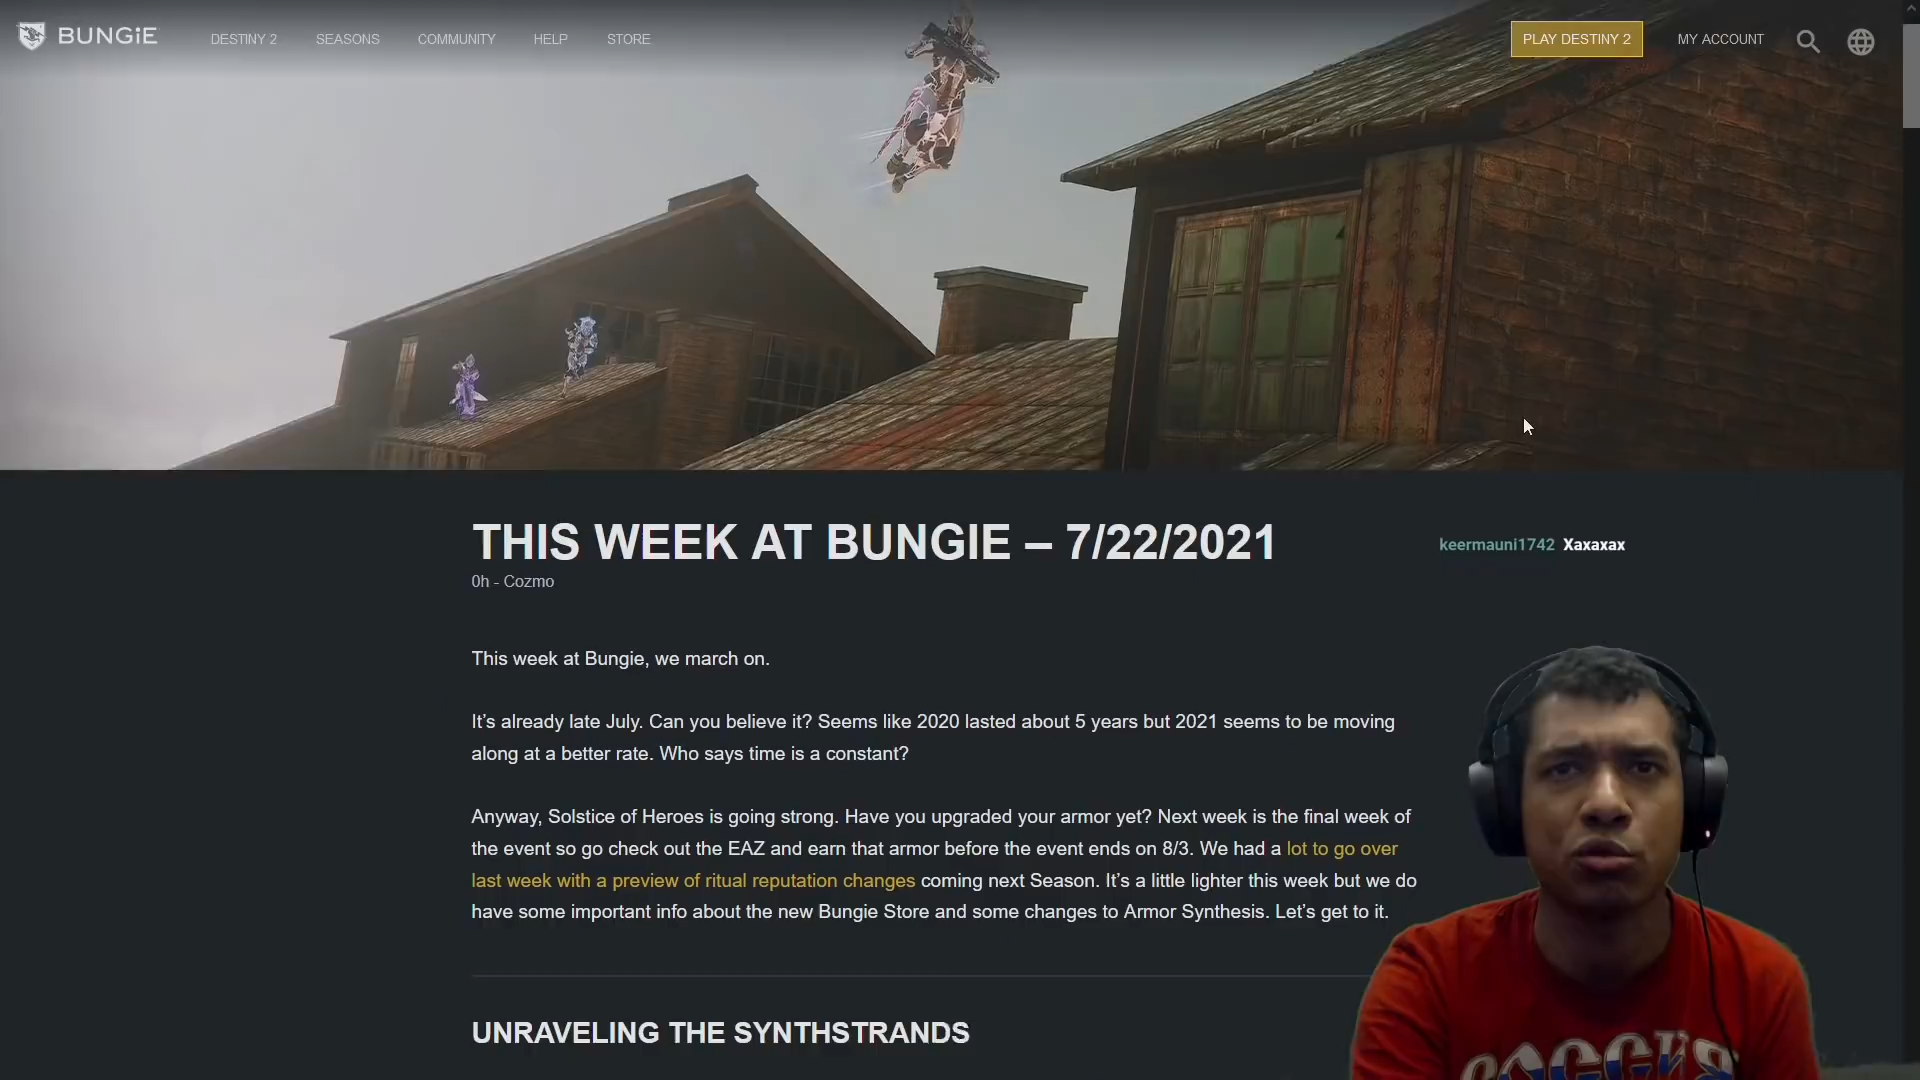 BUNGiE
DESTINY 2
SEASONS
COMMUNITY
HELP
STORE
PLAY DESTINY 2
MY ACCOUNT
THIS WEEK AT BUNGIE – 7/22/2021
0h - Cozmo
keermauni1742 Xaxaxax
This week at Bungie, we march on.
It’s already late July. Can you believe it? Seems like 2020 lasted about 5 years but 2021 seems to be moving
along at a better rate. Who says time is a constant?
Anyway, Solstice of Heroes is going strong. Have you upgraded your armor yet? Next week is the final week of
the event so go check out the EAZ and earn that armor before the event ends on 8/3. We had a lot to go over
last week with a preview of ritual reputation changes coming next Season. It’s a little lighter this week but we do
have some important info about the new Bungie Store and some changes to Armor Synthesis. Let’s get to it.
UNRAVELING THE SYNTHSTRANDS